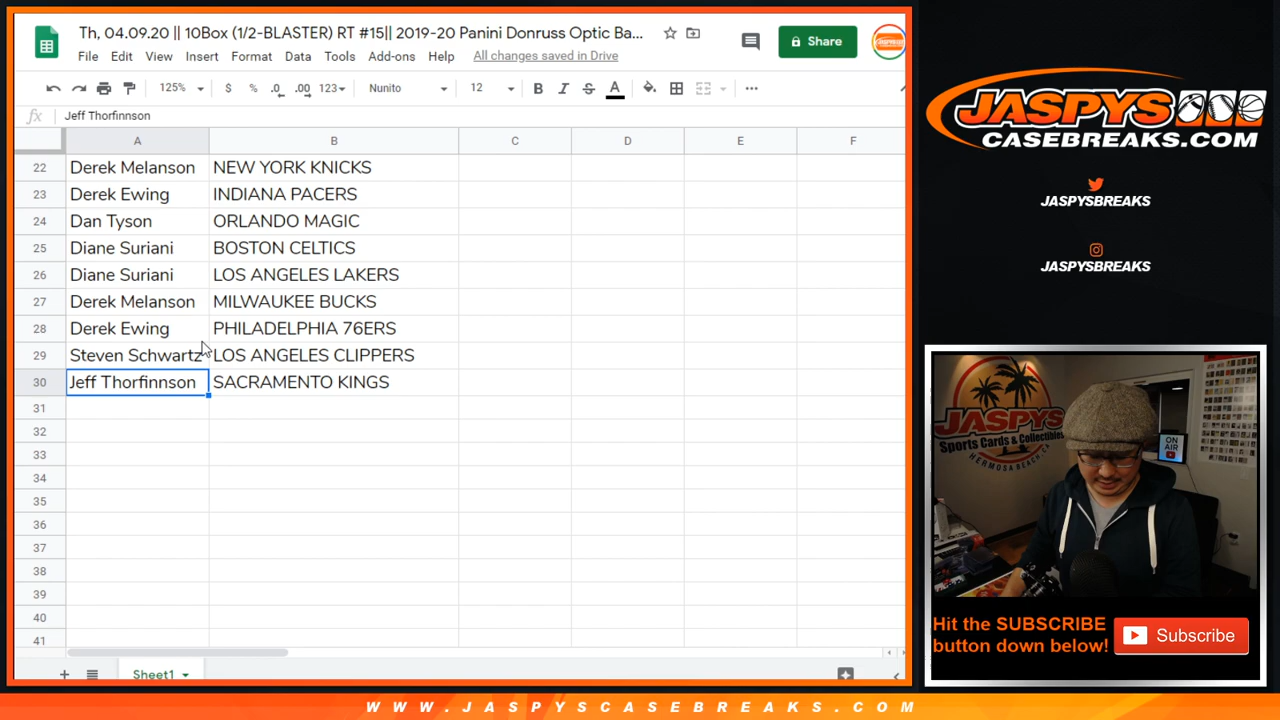 Th, 04.09.20 || 10Box (1/2-BLASTER) RT #15|| 2019-20 Panini Donruss Optic Ba...
File Edit View Insert Format Data Tools Add-ons Help All changes saved in Drive
Share
125% $ % .0 .00 123 Nunito 12 B I S A
fx Jeff Thorfinnson
A B C D E F
22 Derek Melanson NEW YORK KNICKS
23 Derek Ewing INDIANA PACERS
24 Dan Tyson ORLANDO MAGIC
25 Diane Suriani BOSTON CELTICS
26 Diane Suriani LOS ANGELES LAKERS
27 Derek Melanson MILWAUKEE BUCKS
28 Derek Ewing PHILADELPHIA 76ERS
29 Steven Schwartz LOS ANGELES CLIPPERS
30 Jeff Thorfinnson SACRAMENTO KINGS
31
32
33
34
35
36
37
38
39
40
41
Sheet1
JASPYS
CASEBREAKS.COM
JASPYSBREAKS
JASPYSBREAKS
JASPYS
Sports Cards & Collectibles
HERMOSA BEACH, CA
ON
AIR
Hit the SUBSCRIBE
button down below!
Subscribe
WWW.JASPYSCASEBREAKS.COM